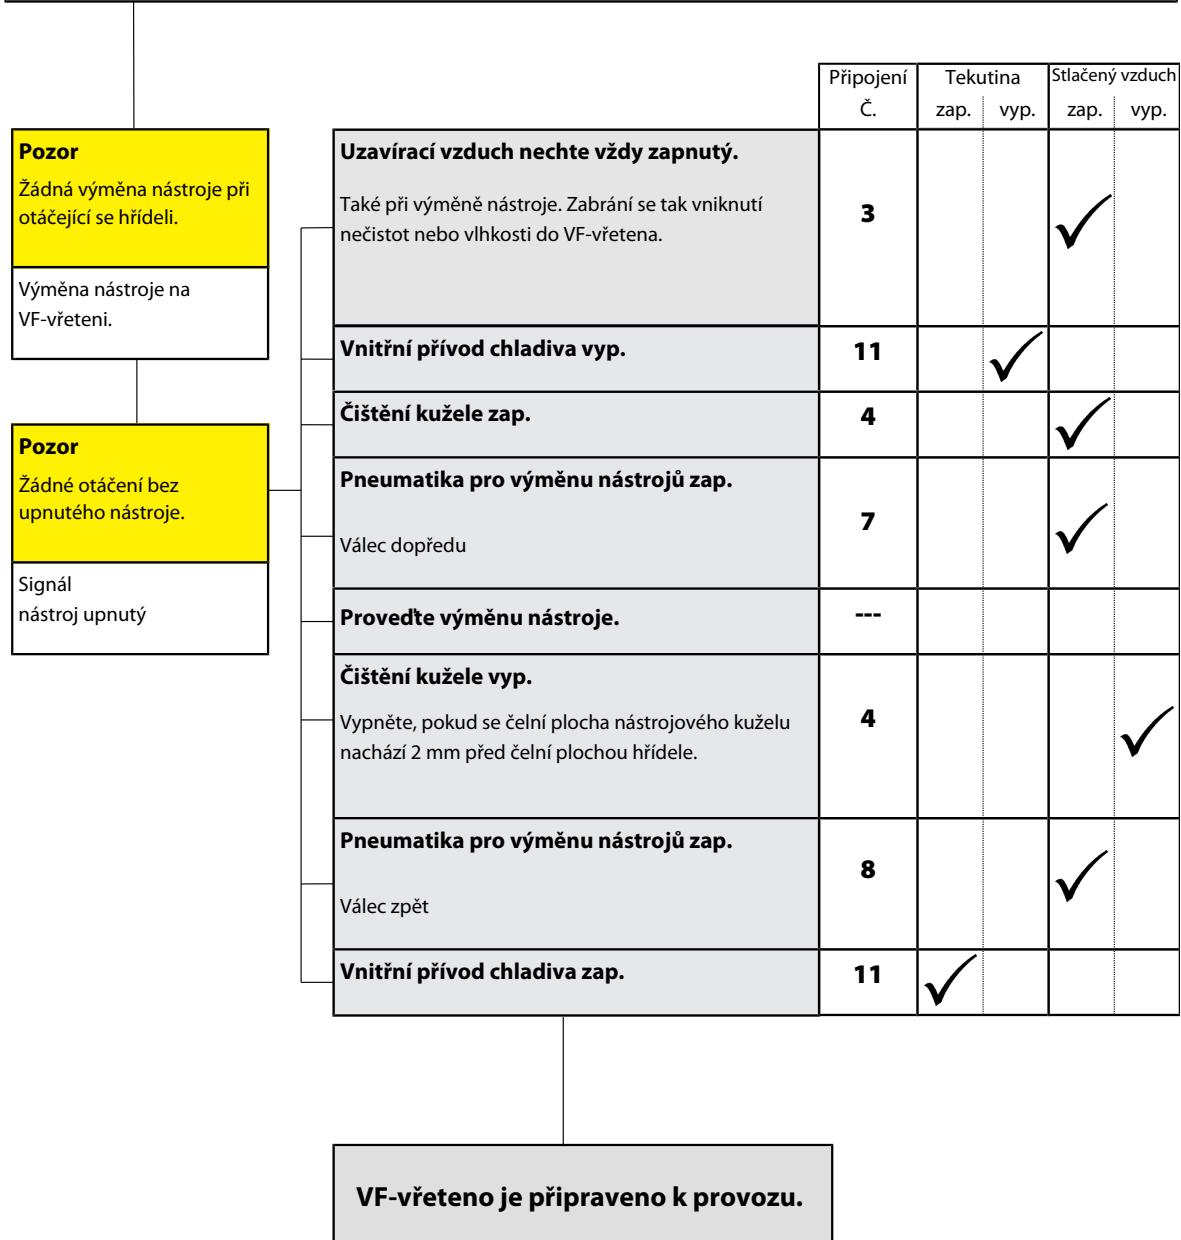 Připojení Tekutina Stlačený vzduch
Č. zap. vyp. zap. vyp.
Pozor
Žádná výměna nástroje při
otáčející se hřídeli.
Výměna nástroje na
VF-vřeteni.
Pozor
Žádné otáčení bez
upnutého nástroje.
Signál
nástroj upnutý
Uzavírací vzduch nechte vždy zapnutý.
Také při výměně nástroje. Zabrání se tak vniknutí
nečistot nebo vlhkosti do VF-vřetena.
3
Vnitřní přívod chladiva vyp. 11
Čištění kužele zap. 4
Pneumatika pro výměnu nástrojů zap.
7
Válec dopředu
Proveďte výměnu nástroje. ---
Čištění kužele vyp.
Vypněte, pokud se čelní plocha nástrojového kuželu
nachází 2 mm před čelní plochou hřídele.
4
Pneumatika pro výměnu nástrojů zap.
8
Válec zpět
Vnitřní přívod chladiva zap. 11
VF-vřeteno je připraveno k provozu.